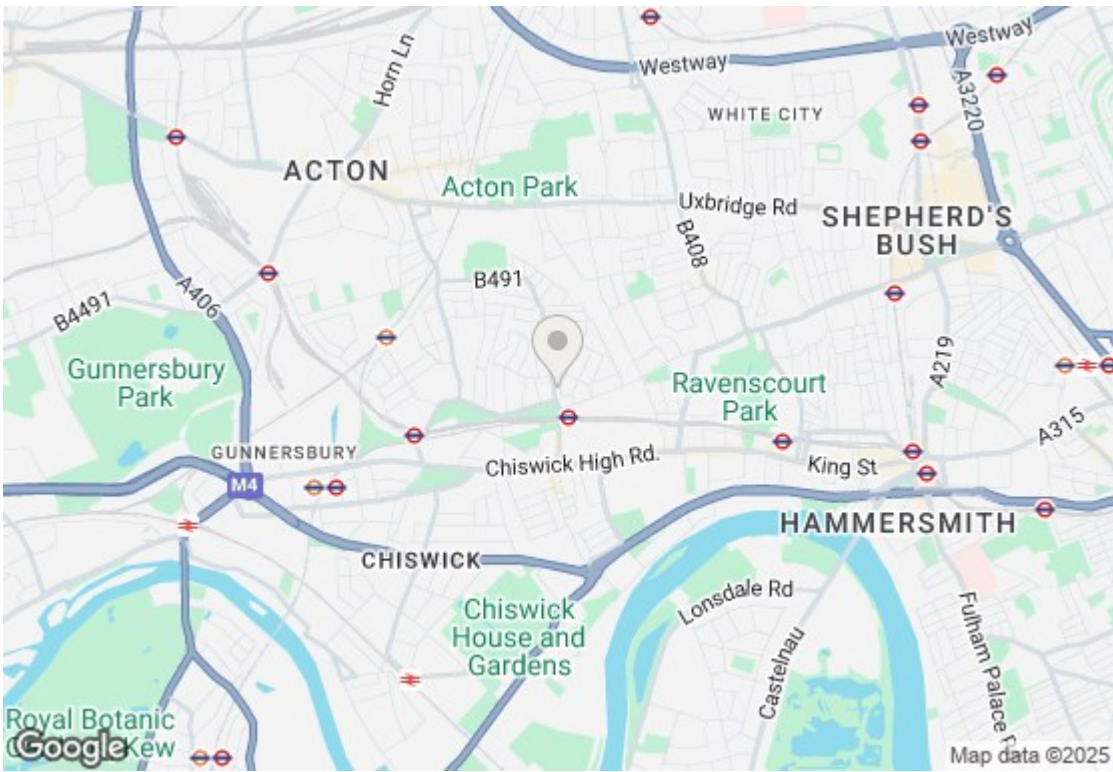 Westway
Westway
Horn Ln
A3220
WHITE CITY
ACTON
Acton Park
Uxbridge Rd
SHEPHERD'S
BUSH
B408
B491
A406
B4491
Gunnersbury
Park
Ravenscourt
Park
A219
A315
GUNNERSBURY
Chiswick High Rd.
King St
M4
HAMMERSMITH
CHISWICK
Lonsdale Rd
Chiswick
House and
Gardens
Castelnau
Fulham Palace
Royal Botanic
Kew
Google
Map data ©2025